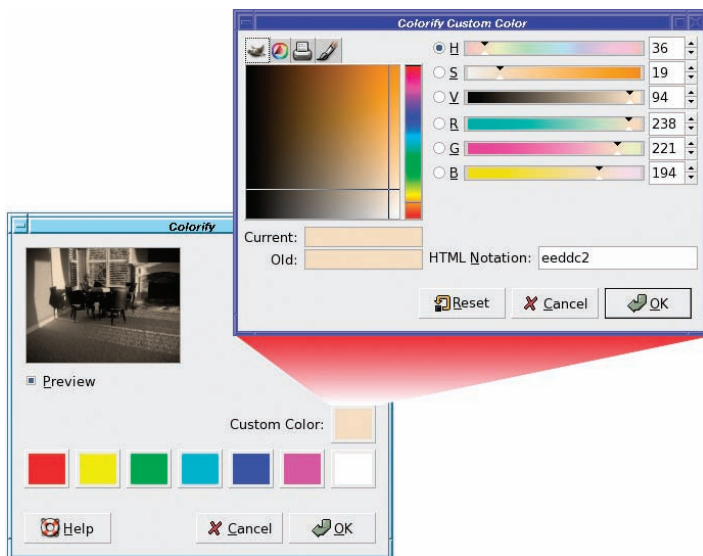 Colorify Custom Color
H 36
S 19
V 94
R 238
G 221
B 194
Current:
Old:
HTML Notation: eeddc2
Reset Cancel OK
Colorify
Preview
Custom Color:
Help Cancel OK